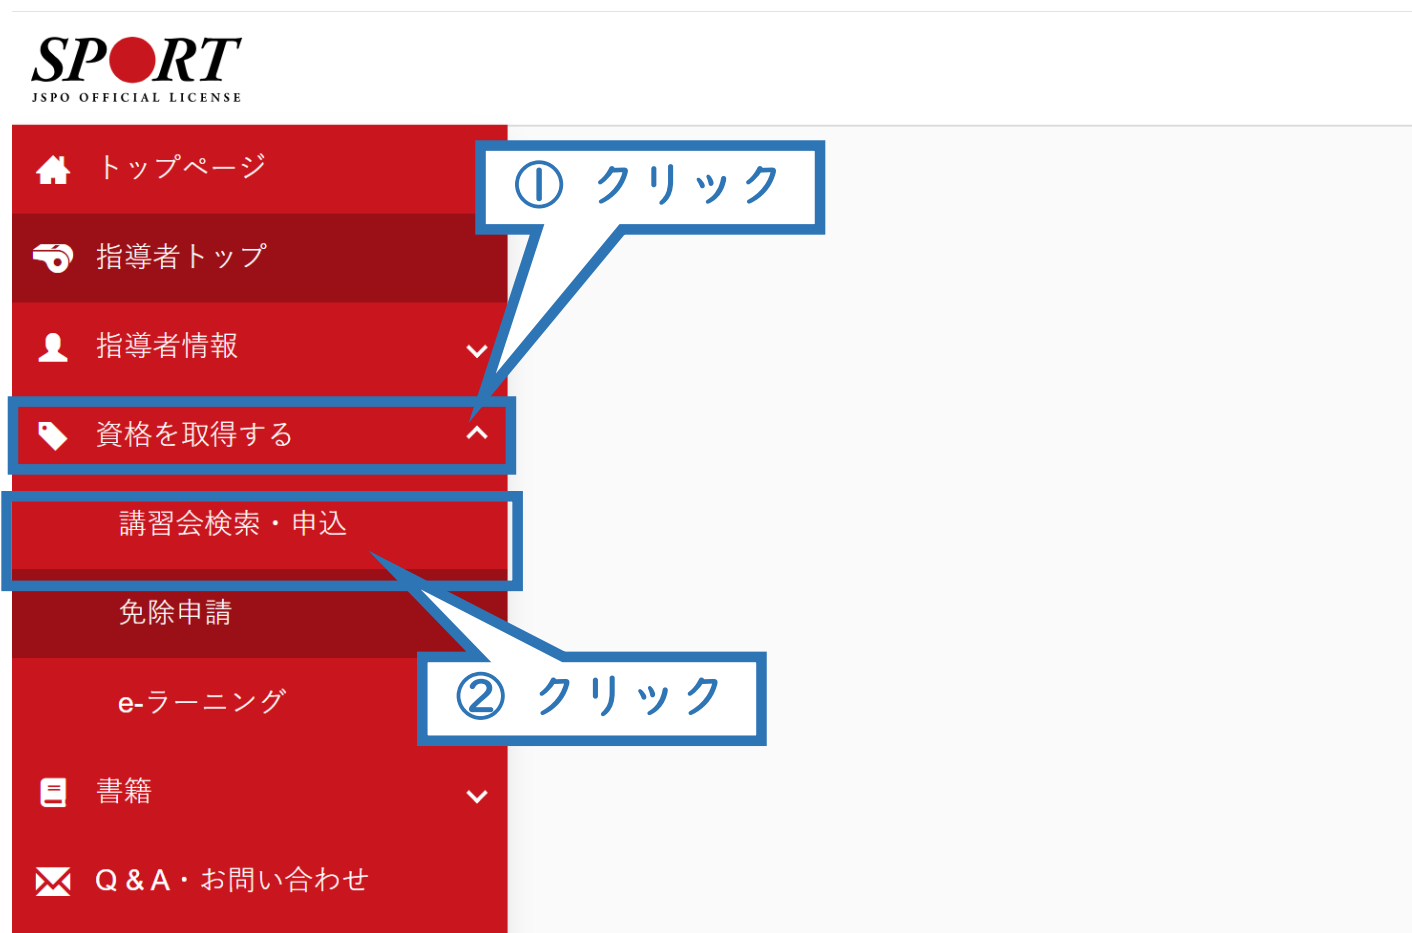 SPORT
JSPO OFFICIAL LICENSE
トップページ
① クリック
指導者トップ
指導者情報
資格を取得する
講習会検索・申込
免除申請
② クリック
e-ラーニング
書籍
Q & A・お問い合わせ